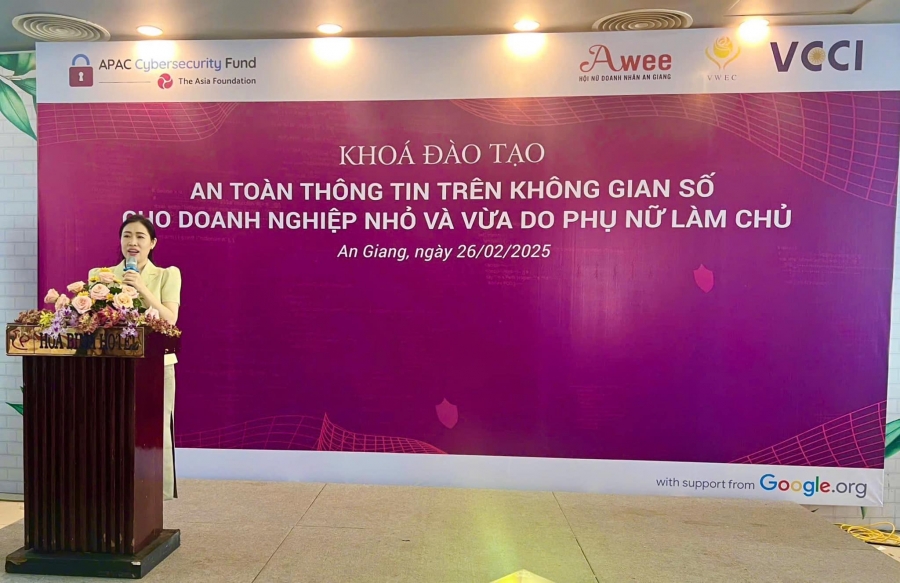 APAC Cybersecurity Fund
The Asia Foundation
Awee
HỘI NỮ DOANH NHÂN AN GIANG
VWEC
VCCI
KHOÁ ĐÀO TẠO
AN TOÀN THÔNG TIN TRÊN KHÔNG GIAN SỐ
CHO DOANH NGHIỆP NHỎ VÀ VỪA DO PHỤ NỮ LÀM CHỦ
An Giang, ngày 26/02/2025
HOA BINH HOTEL
with support from Google.org